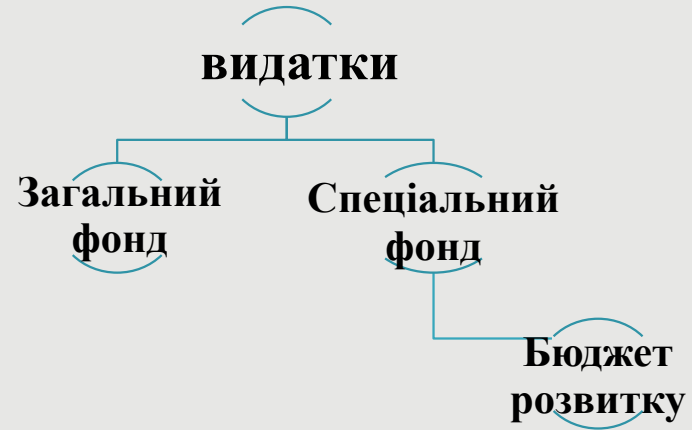 видатки
Загальний
фонд
Спеціальний
фонд
Бюджет
розвитку